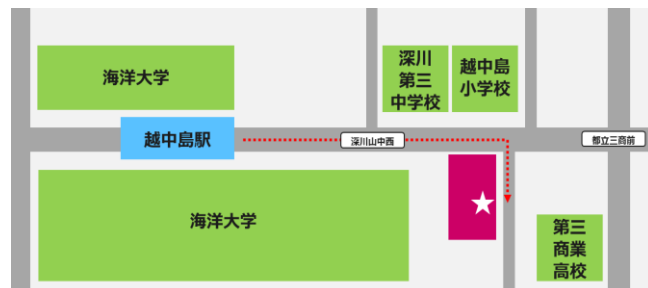 海洋大学
深川
第三
中学校
越中島
小学校
越中島駅
深川山中西
都立三商前
海洋大学
第三
商業
高校